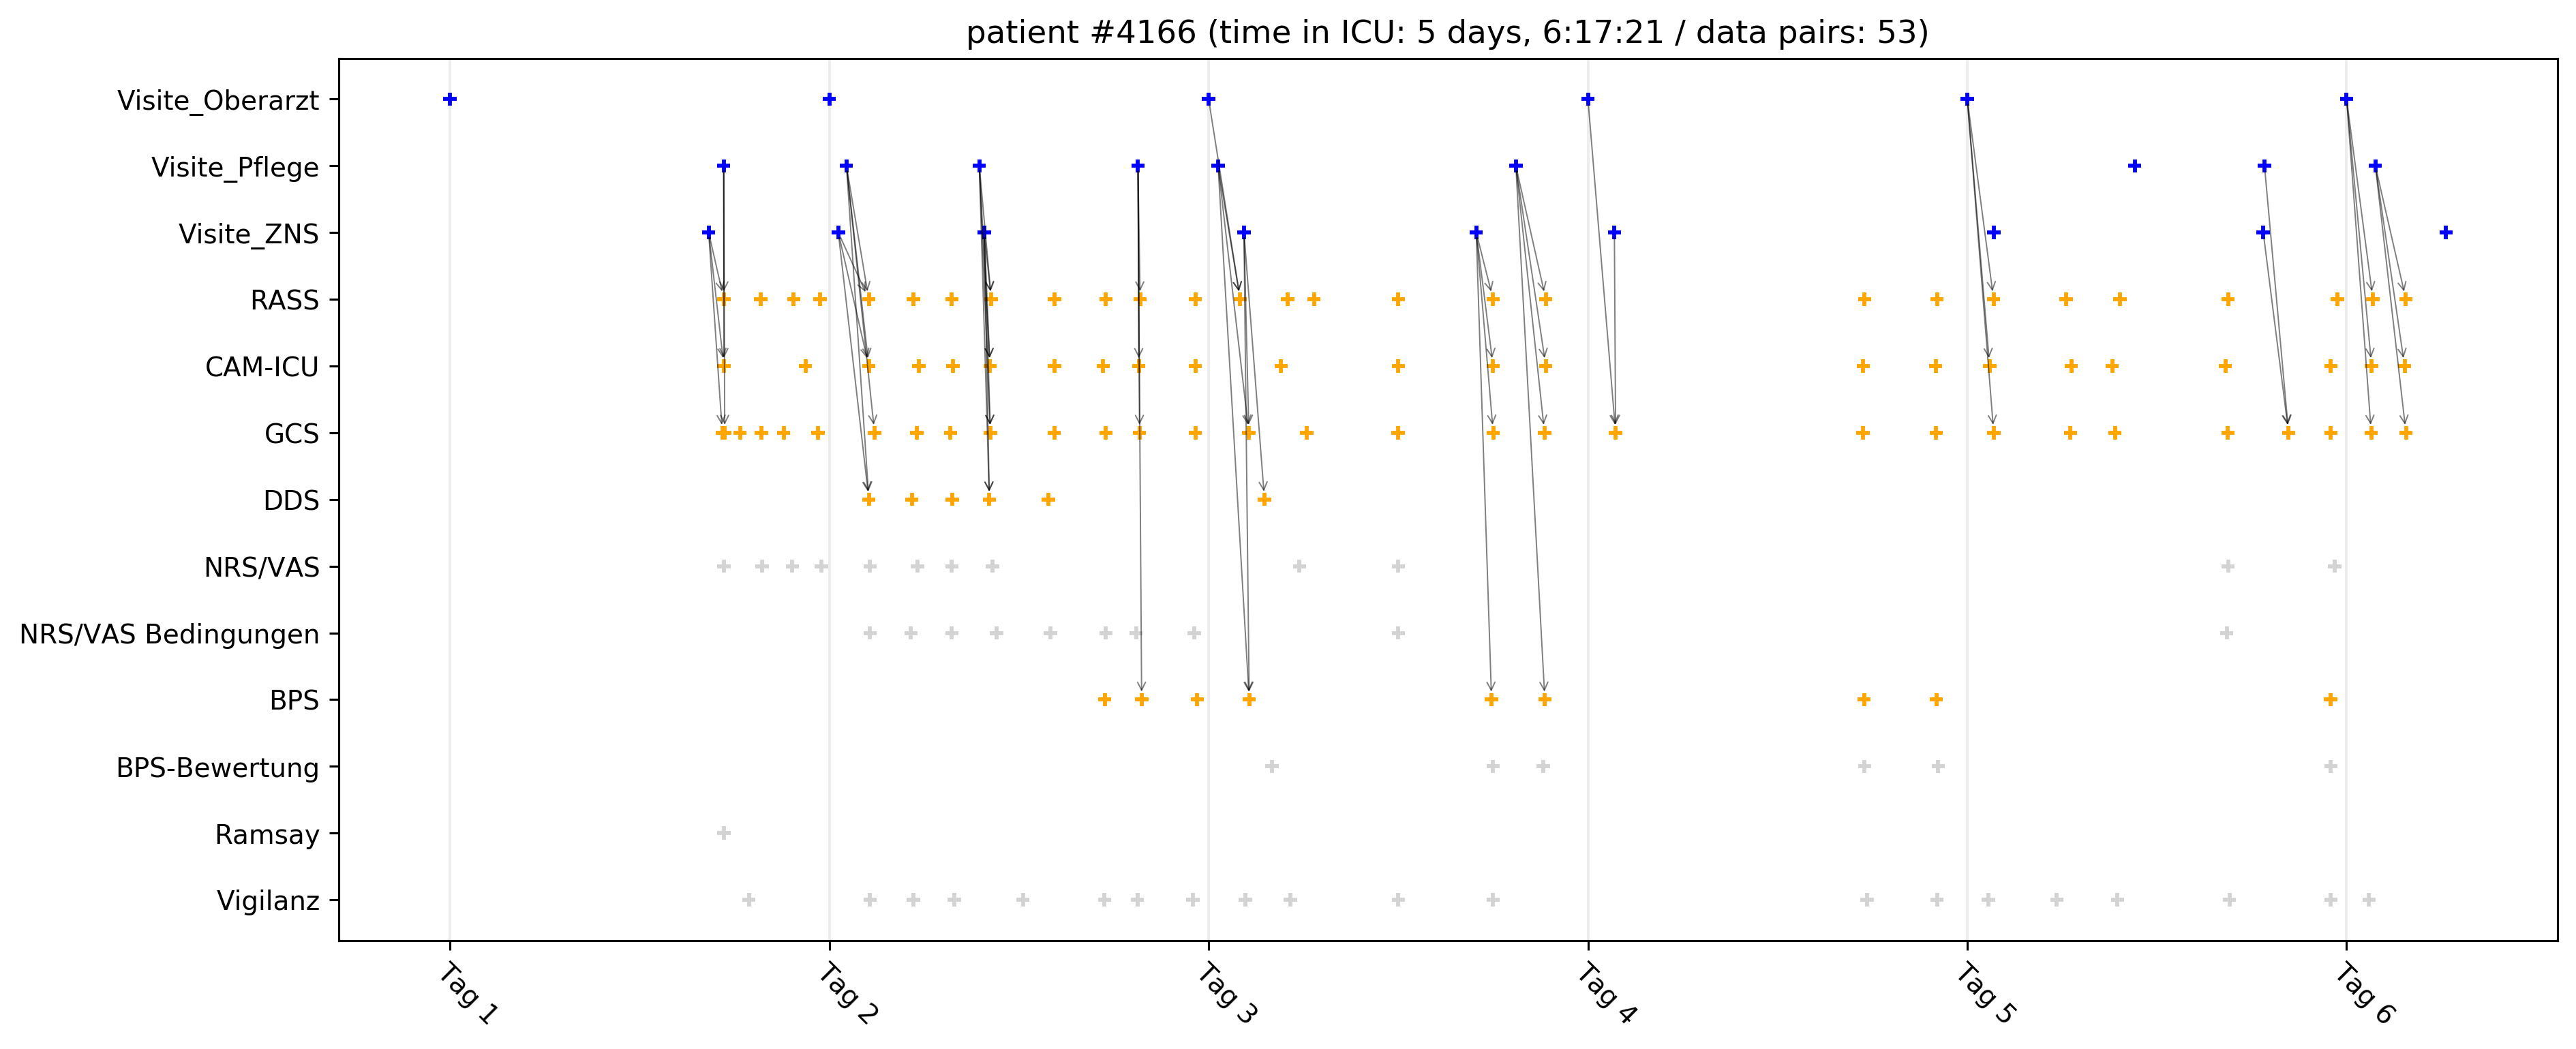 patient #4166 (time in ICU: 5 days, 6:17:21 / data pairs: 53)
Visite_Oberarzt
Visite_Pflege
Visite_ZNS
RASS
CAM-ICU
GCS
DDS
NRS/VAS
NRS/VAS Bedingungen
BPS
BPS-Bewertung
Ramsay
Vigilanz
Tag 1
Tag 2
Tag 3
Tag 4
Tag 5
Tag 6